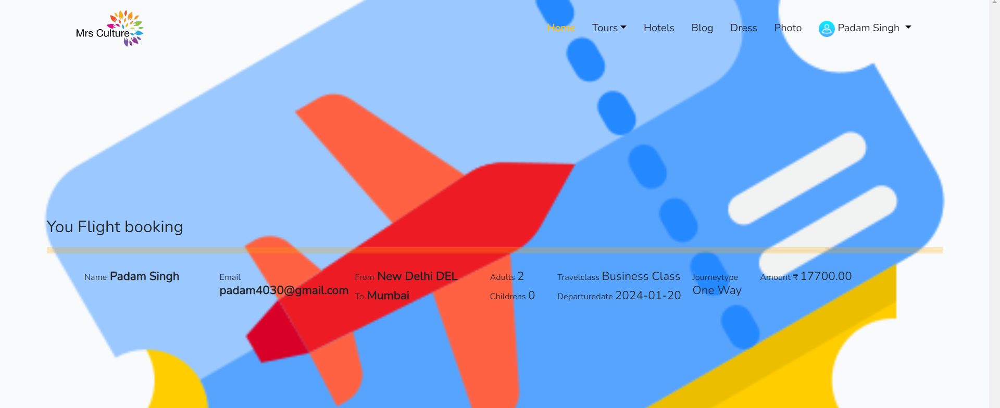 Mrs Culture
Home Tours Hotels Blog Dress Photo Padam Singh
You Flight booking
Name Padam Singh
Email
padam4030@gmail.com
From New Delhi DEL
To Mumbai
Adults 2
Childrens 0
Travelclass Business Class
Departuredate 2024-01-20
Journeytype
One Way
Amount ₹ 17700.00